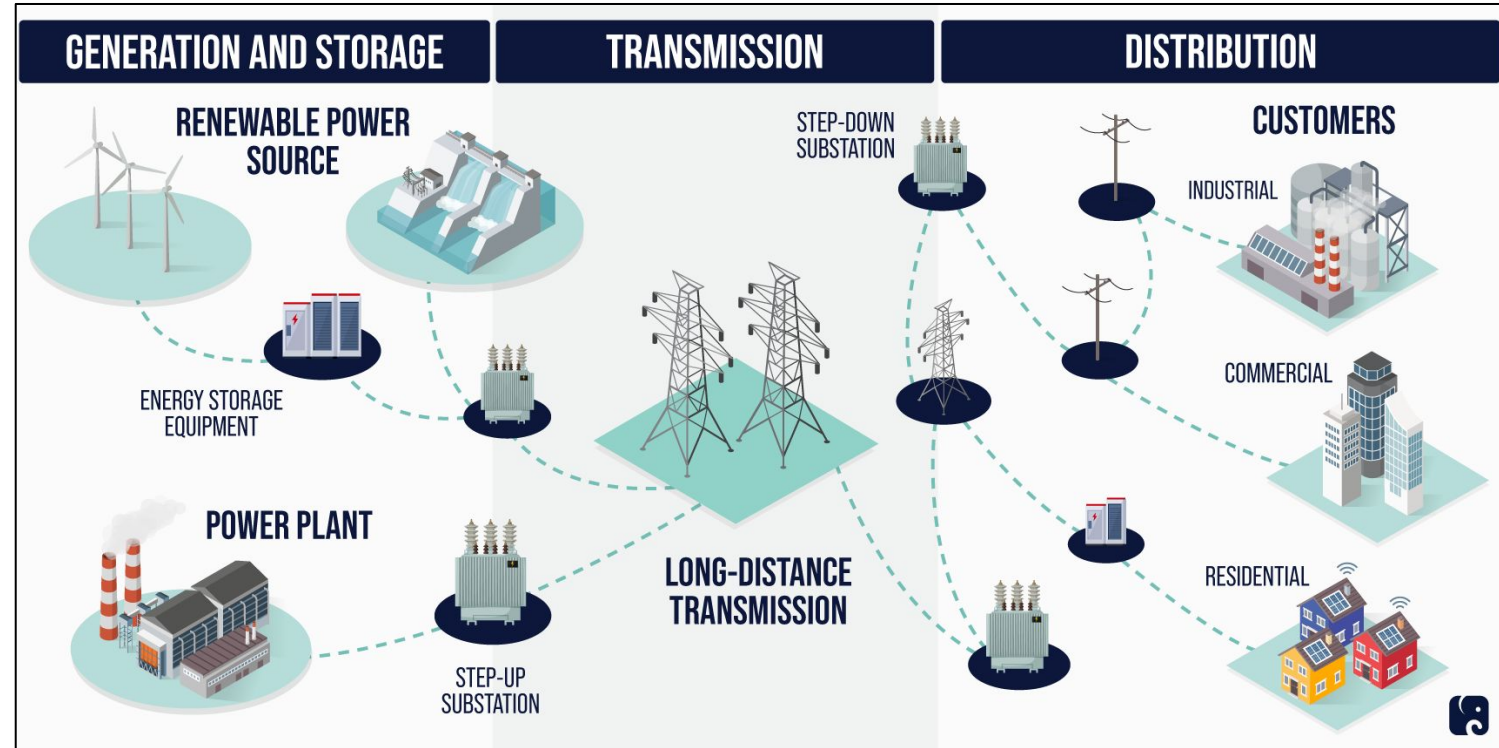 GENERATION AND STORAGE
TRANSMISSION
DISTRIBUTION
RENEWABLE POWER
SOURCE
ENERGY STORAGE
EQUIPMENT
POWER PLANT
STEP-UP
SUBSTATION
LONG-DISTANCE
TRANSMISSION
STEP-DOWN
SUBSTATION
CUSTOMERS
INDUSTRIAL
COMMERCIAL
RESIDENTIAL